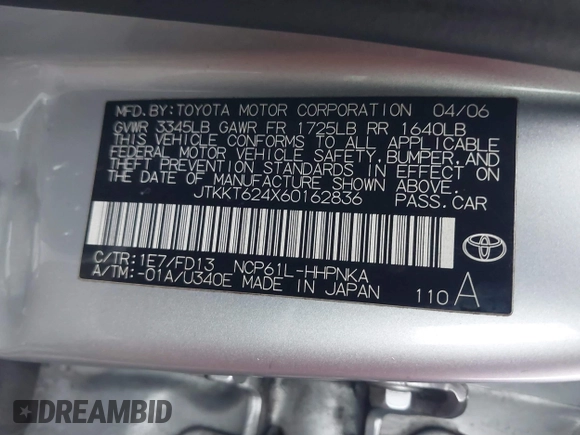 MFD. BY: TOYOTA MOTOR CORPORATION 04/06
GVWR 3345LB GAWR FR 1725LB RR 1640LB
THIS VEHICLE CONFORMS TO ALL APPLICABLE
FEDERAL MOTOR VEHICLE SAFETY, BUMPER, AND
THEFT PREVENTION STANDARDS IN EFFECT ON
THE DATE OF MANUFACTURE SHOWN ABOVE.
JTKKT624X60162836 PASS. CAR
C/TR: 1E7/FD13 NCP61L-HHPNKA
A/TM: -01A/U340E MADE IN JAPAN
110 A
TOYOTA
DREAMBID